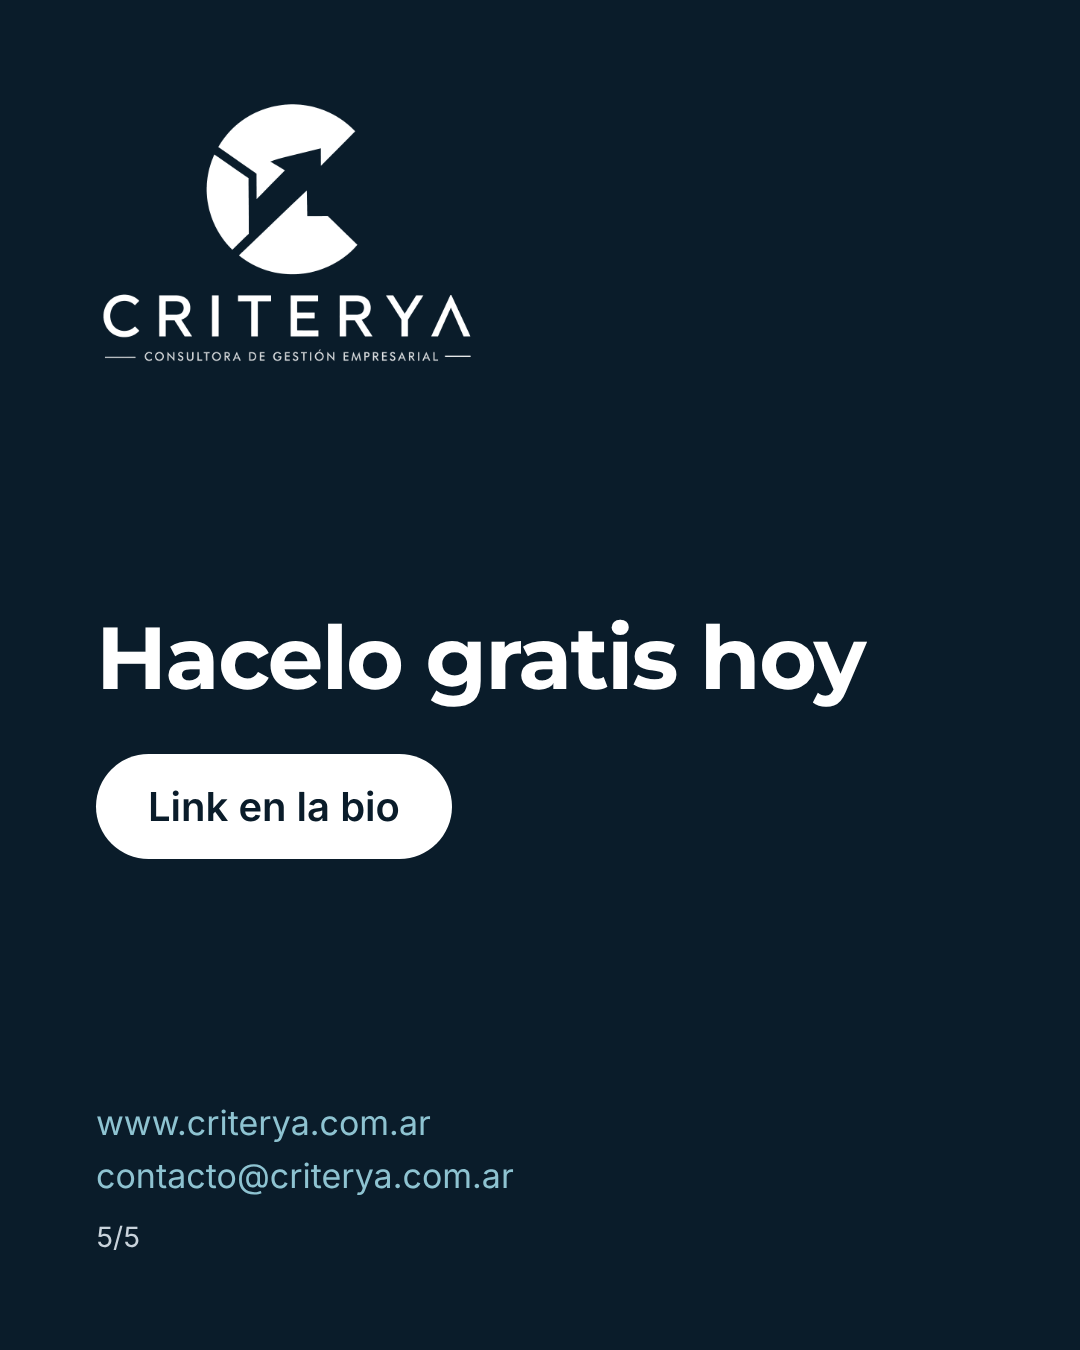 CRITERYA
CONSULTORA DE GESTIÓN EMPRESARIAL
Hacelo gratis hoy
Link en la bio
www.criterya.com.ar
contacto@criterya.com.ar
5/5